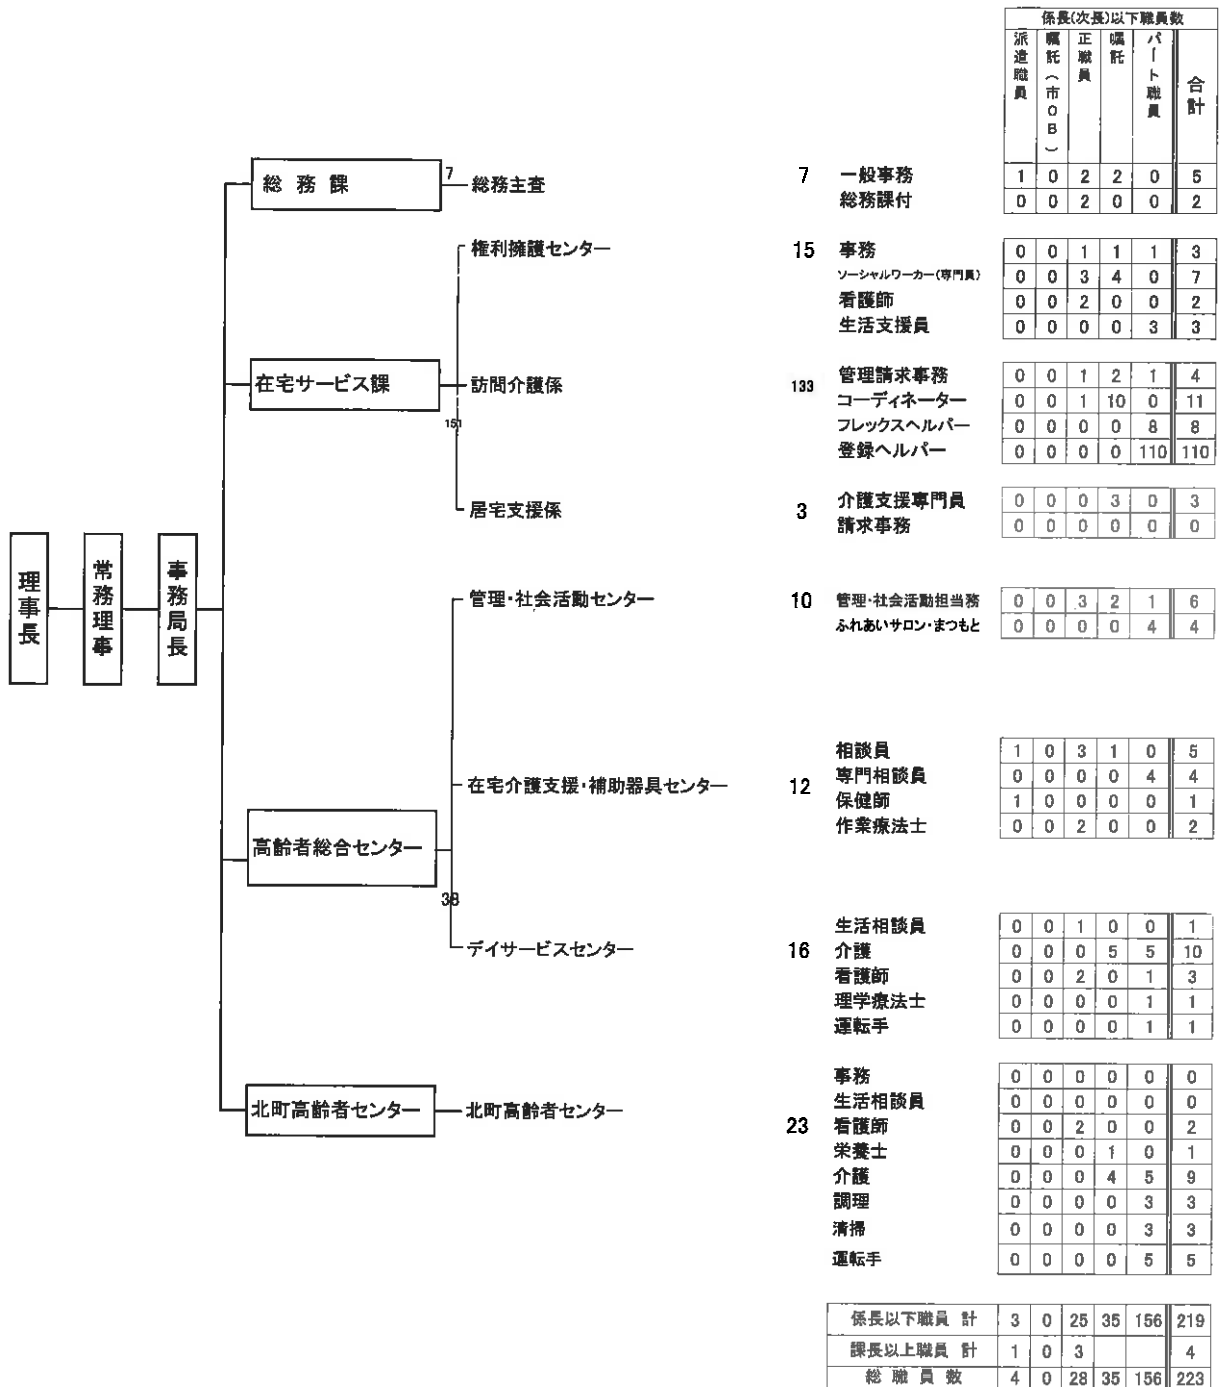 係長(次長)以下職員数
派遣職員 嘱託(市OB) 正職員 嘱託 パート職員 合計
総務課 7 総務主査 7 一般事務 1 0 2 2 0 5
総務課付 0 0 2 0 0 2
権利擁護センター 15 事務 0 0 1 1 1 3
ソーシャルワーカー(専門員) 0 0 3 4 0 7
看護師 0 0 2 0 0 2
生活支援員 0 0 0 0 3 3
在宅サービス課 151 訪問介護係 133 管理請求事務 0 0 1 2 1 4
コーディネーター 0 0 1 10 0 11
フレックスヘルパー 0 0 0 0 8 8
登録ヘルパー 0 0 0 0 110 110
居宅支援係 3 介護支援専門員 0 0 0 3 0 3
請求事務 0 0 0 0 0 0
理事長
常務理事
事務局長
管理・社会活動センター 10 管理・社会活動担当務 0 0 3 2 1 6
ふれあいサロン・まつもと 0 0 0 0 4 4
相談員 1 0 3 1 0 5
在宅介護支援・補助器具センター 12 専門相談員 0 0 0 0 4 4
保健師 1 0 0 0 0 1
作業療法士 0 0 2 0 0 2
高齢者総合センター 38
生活相談員 0 0 1 0 0 1
デイサービスセンター 16 介護 0 0 0 5 5 10
看護師 0 0 2 0 1 3
理学療法士 0 0 0 0 1 1
運転手 0 0 0 0 1 1
事務 0 0 0 0 0 0
生活相談員 0 0 0 0 0 0
北町高齢者センター 北町高齢者センター 23 看護師 0 0 2 0 0 2
栄養士 0 0 0 1 0 1
介護 0 0 0 4 5 9
調理 0 0 0 0 3 3
清掃 0 0 0 0 3 3
運転手 0 0 0 0 5 5
係長以下職員 計 3 0 25 35 156 219
課長以上職員 計 1 0 3 4
総職員数 4 0 28 35 156 223